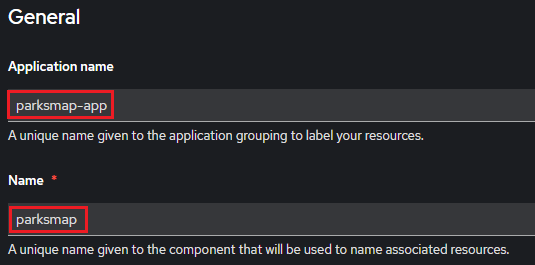 General
Application name
parksmap-app
A unique name given to the application grouping to label your resources.
Name *
parksmap
A unique name given to the component that will be used to name associated resources.